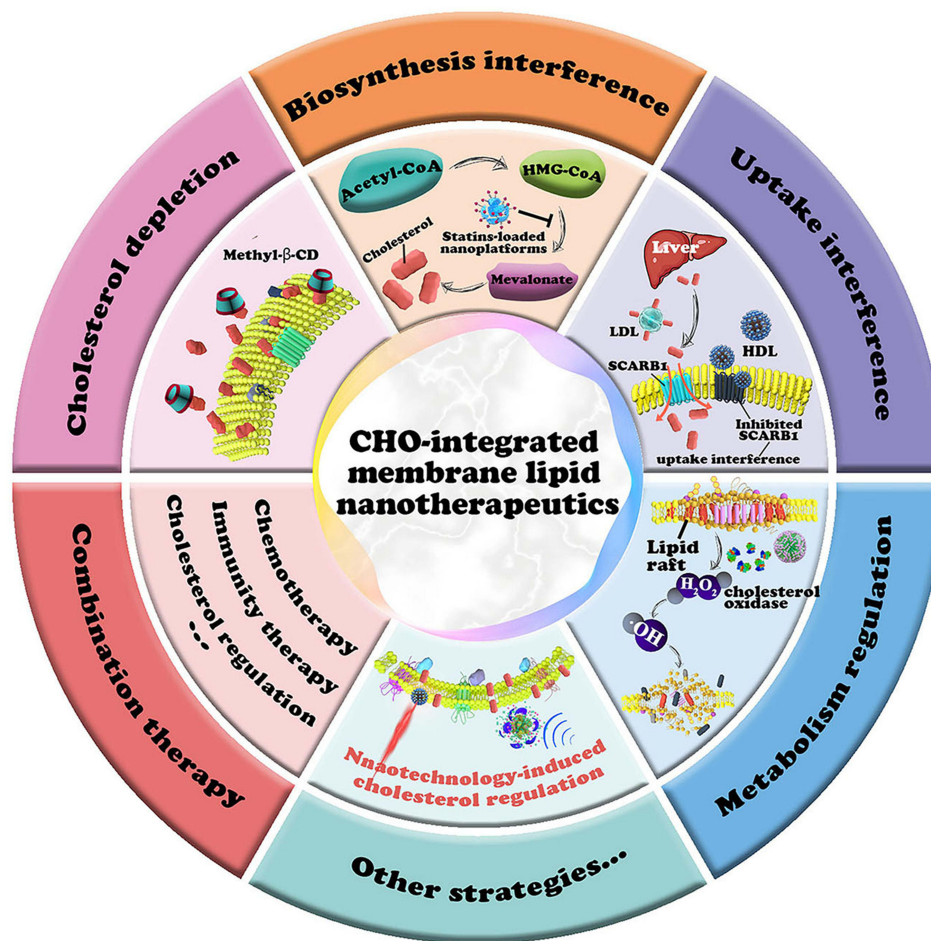 Biosynthesis interference
Uptake interference
Metabolism regulation
Other strategies...
Combination therapy
Cholesterol depletion
CHO-integrated
membrane lipid
nanotherapeutics
Acetyl-CoA
HMG-CoA
Statins-loaded
nanoplatforms
Cholesterol
Mevalonate
Liver
LDL
HDL
SCARB1
Inhibited
SCARB1
uptake interference
Lipid
raft
H2O2
cholesterol
oxidase
·OH
Nnaotechnology-induced
cholesterol regulation
Chemotherapy
Immunity therapy
Cholesterol regulation
...
Methyl-β-CD